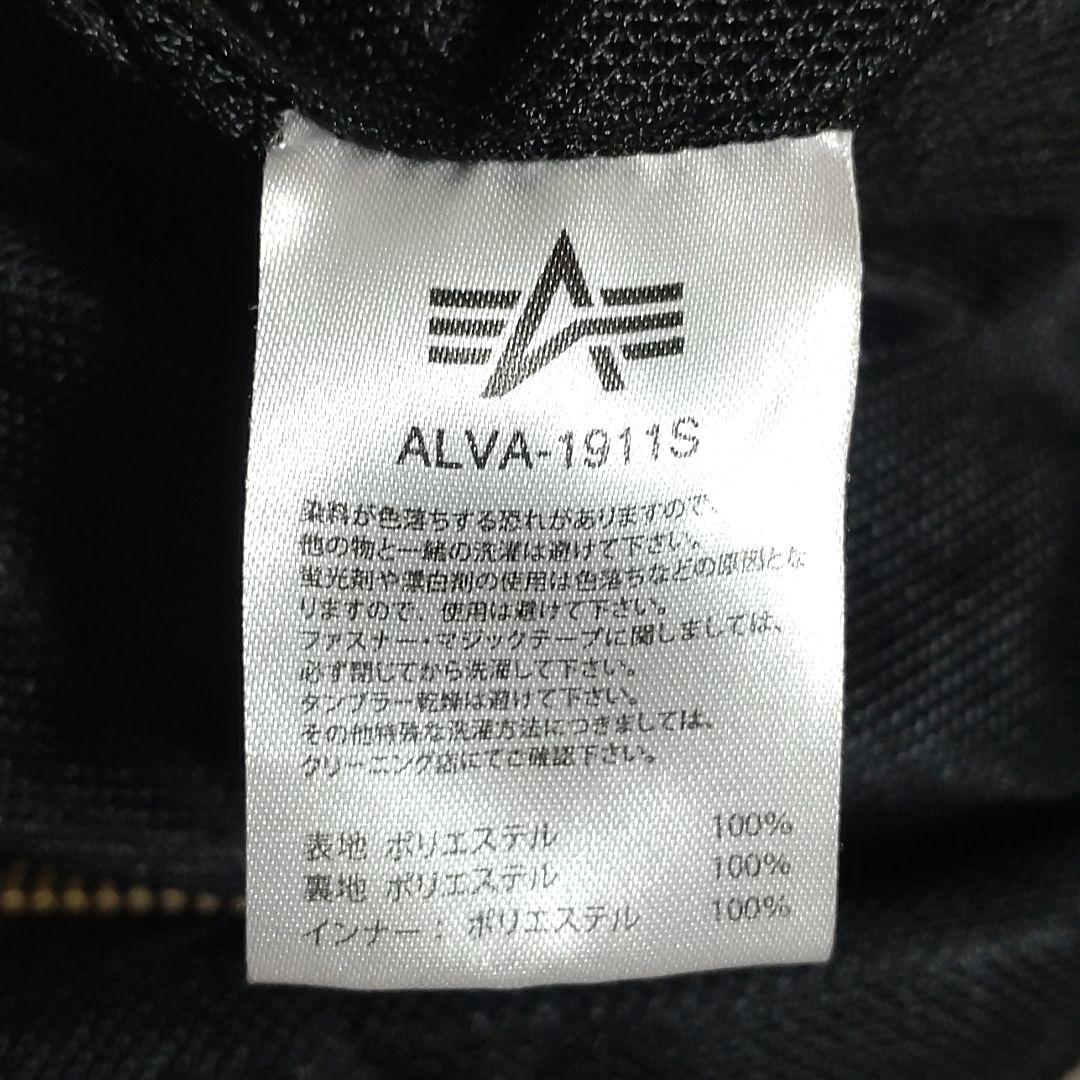 ALVA-1911S
染料が色落ちする恐れがありますので、
他の物と一緒の洗濯は避けて下さい。
蛍光剤や漂白剤の使用は色落ちなどの原因とな
りますので、使用は避けて下さい。
ファスナー・マジックテープに関しましては、
必ず閉じてから洗濯して下さい。
タンブラー乾燥は避けて下さい。
その他特殊な洗濯方法につきましては、
クリーニング店にてご確認下さい。
表地 ポリエステル 100%
裏地 ポリエステル 100%
インナー: ポリエステル 100%